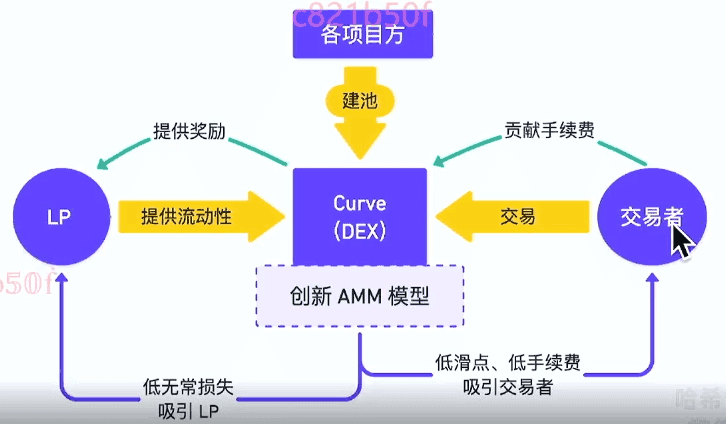 c821b50f
各项目方
建池
提供奖励
贡献手续费
LP
提供流动性
Curve
(DEX)
交易
交易者
b50f
创新 AMM 模型
低无常损失
吸引 LP
低滑点、低手续费
吸引交易者
哈希